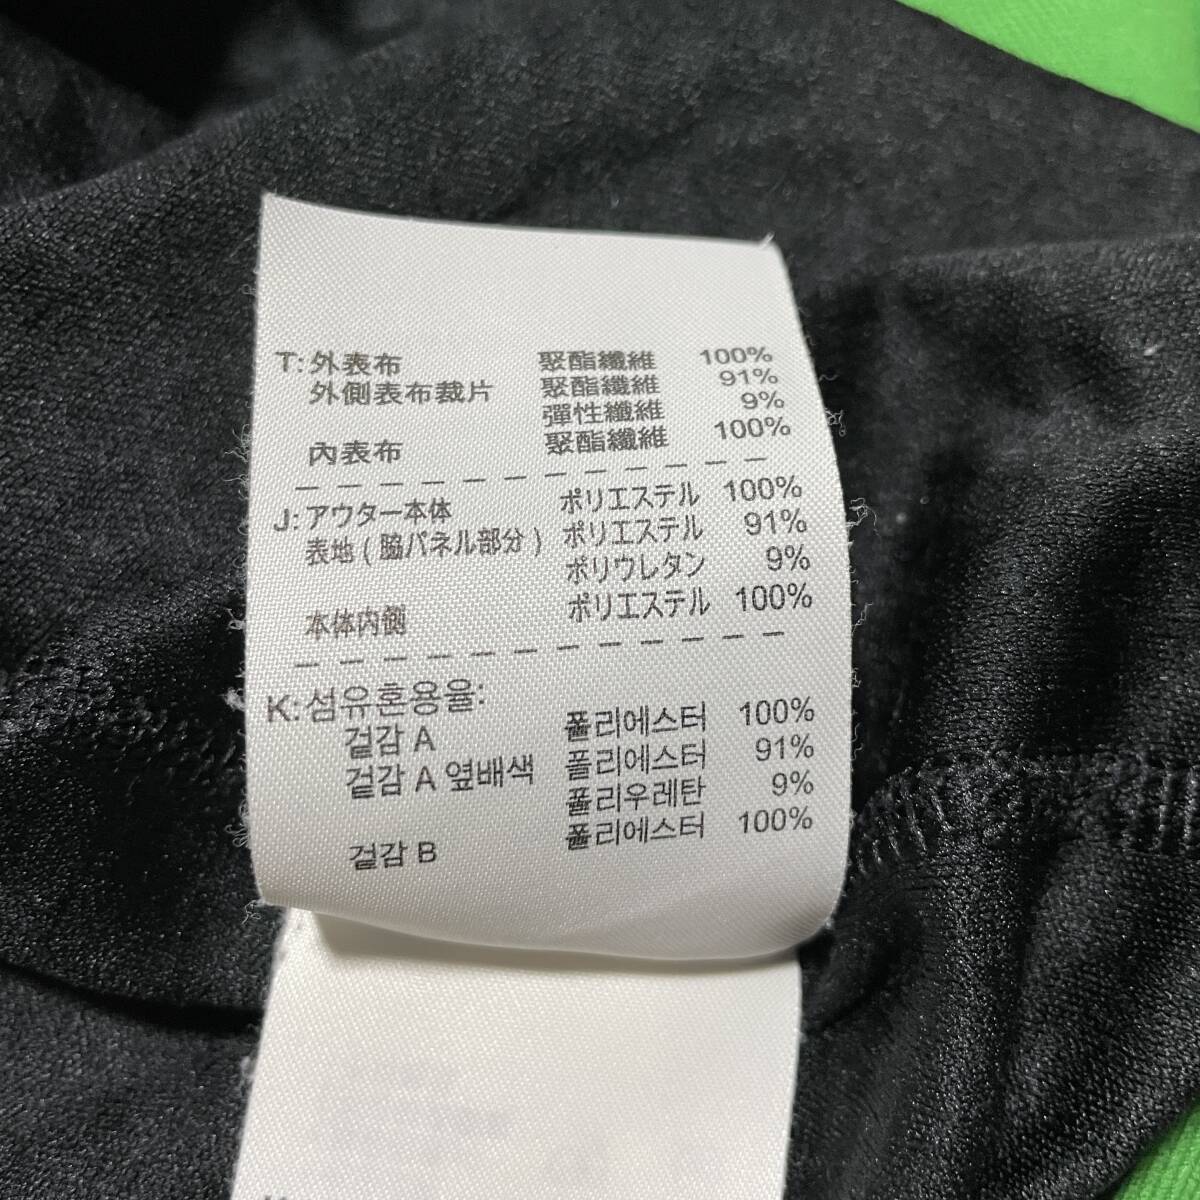 T: 外表布 聚酯纖維 100%
外側表布裁片 聚酯纖維 91%
彈性纖維 9%
內表布 聚酯纖維 100%
J: アウター本体 ポリエステル 100%
表地 ( 脇パネル部分 ) ポリエステル 91%
ポリウレタン 9%
本体内側 ポリエステル 100%
K: 섬유혼용율:
겉감 A 폴리에스터 100%
겉감 A 옆배색 폴리에스터 91%
폴리우레탄 9%
겉감 B 폴리에스터 100%